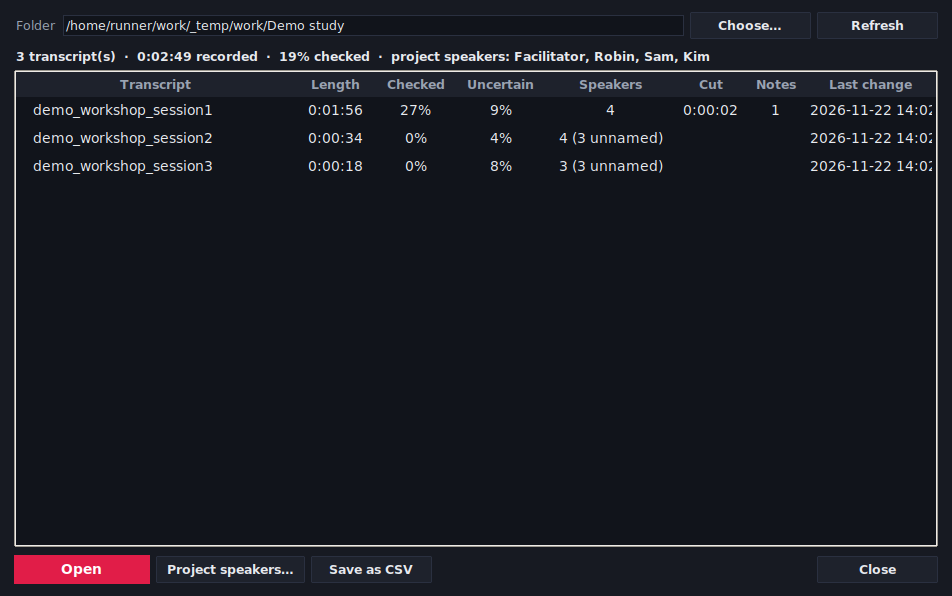 Folder /home/runner/work/_temp/work/Demo study Choose... Refresh
3 transcript(s) · 0:02:49 recorded · 19% checked · project speakers: Facilitator, Robin, Sam, Kim
Transcript Length Checked Uncertain Speakers Cut Notes Last change
demo_workshop_session1 0:01:56 27% 9% 4 0:00:02 1 2026-11-22 14:02
demo_workshop_session2 0:00:34 0% 4% 4 (3 unnamed) 2026-11-22 14:02
demo_workshop_session3 0:00:18 0% 8% 3 (3 unnamed) 2026-11-22 14:02
Open Project speakers... Save as CSV Close